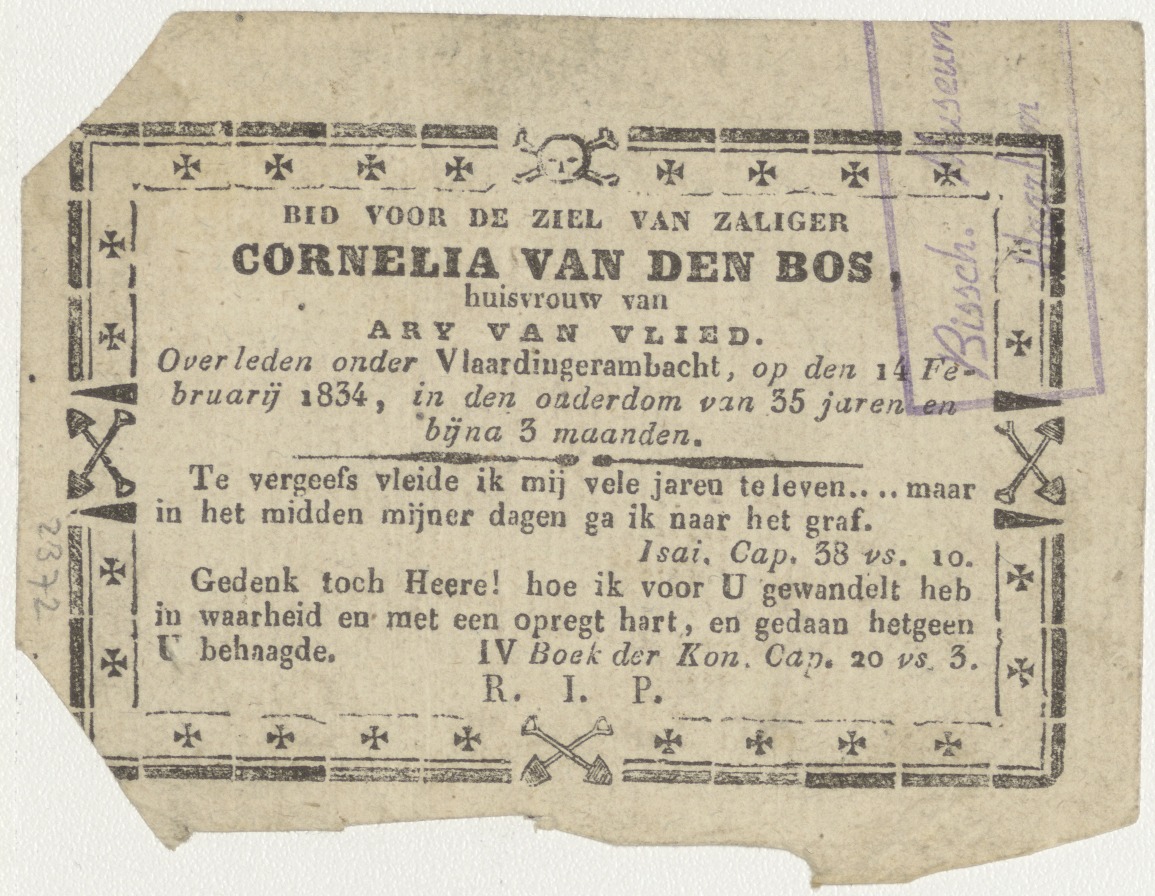 BID VOOR DE ZIEL VAN ZALIGER
CORNELIA VAN DEN BOS,
huisvrouw van
ARY VAN VLIED.
Overleden onder Vlaardingerambacht, op den 14 Fe-
bruarij 1834, in den ouderdom van 35 jaren en
bijna 3 maanden.
Te vergeefs vleide ik mij vele jaren te leven.... maar
in het midden mijner dagen ga ik naar het graf.
Isai. Cap. 38 vs. 10.
Gedenk toch Heere! hoe ik voor U gewandelt heb
in waarheid en met een opregt hart, en gedaan hetgeen
U behaagde. IV Boek der Kon. Cap. 20 vs. 3.
R. I. P.
Bissch. Museum
Haarlem
2372